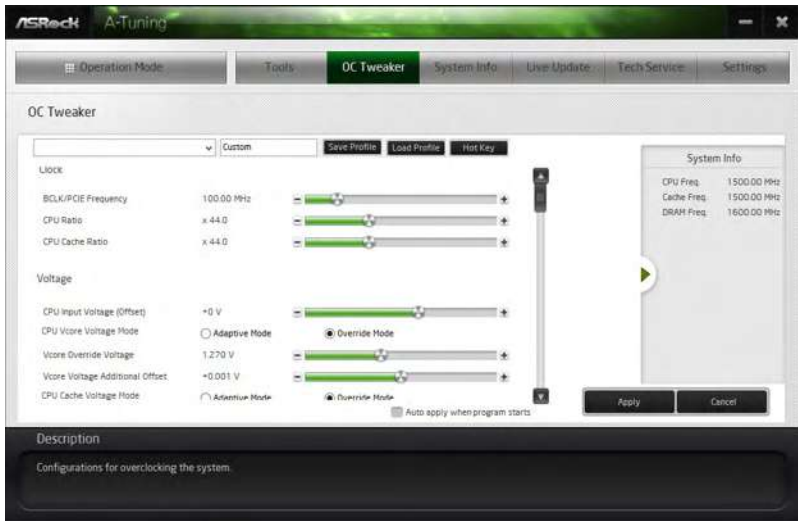 ASRock A-Tuning
Operation Mode Tools OC Tweaker System Info Live Update Tech Service Settings
OC Tweaker
Custom Save Profile Load Profile Hot Key
Clock
BCLK/PCIE Frequency 100.00 MHz
CPU Ratio x 44.0
CPU Cache Ratio x 44.0
Voltage
CPU Input Voltage (Offset) +0 V
CPU Vcore Voltage Mode Adaptive Mode Override Mode
Vcore Override Voltage 1.270 V
Vcore Voltage Additional Offset +0.001 V
CPU Cache Voltage Mode Adaptive Mode Override Mode
Auto apply when program starts
System Info
CPU Freq. 1500.00 MHz
Cache Freq. 1500.00 MHz
DRAM Freq. 1600.00 MHz
Apply Cancel
Description
Configurations for overclocking the system.